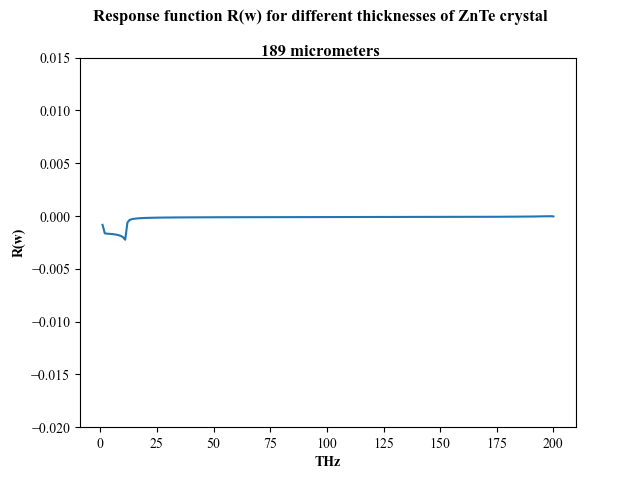 Response function R(w) for different thicknesses of ZnTe crystal
189 micrometers
0.015
0.010
0.005
0.000
−0.005
−0.010
−0.015
−0.020
R(w)
0 25 50 75 100 125 150 175 200
THz